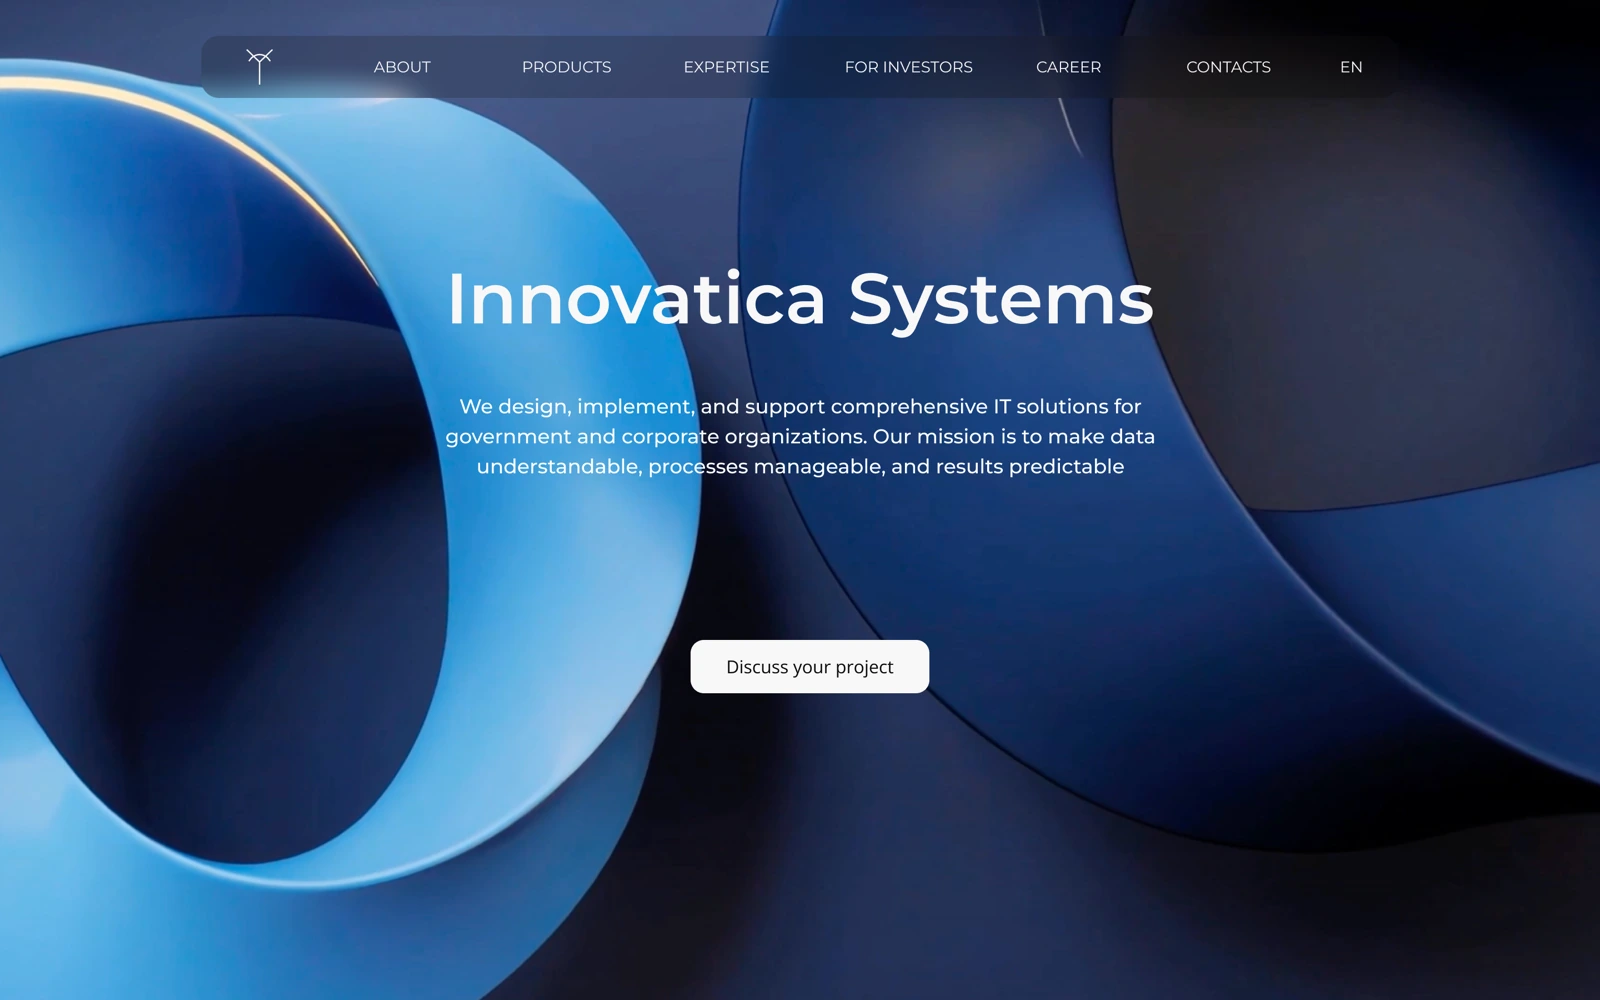 ABOUT PRODUCTS EXPERTISE FOR INVESTORS CAREER CONTACTS EN
Innovatica Systems
We design, implement, and support comprehensive IT solutions for
government and corporate organizations. Our mission is to make data
understandable, processes manageable, and results predictable
Discuss your project